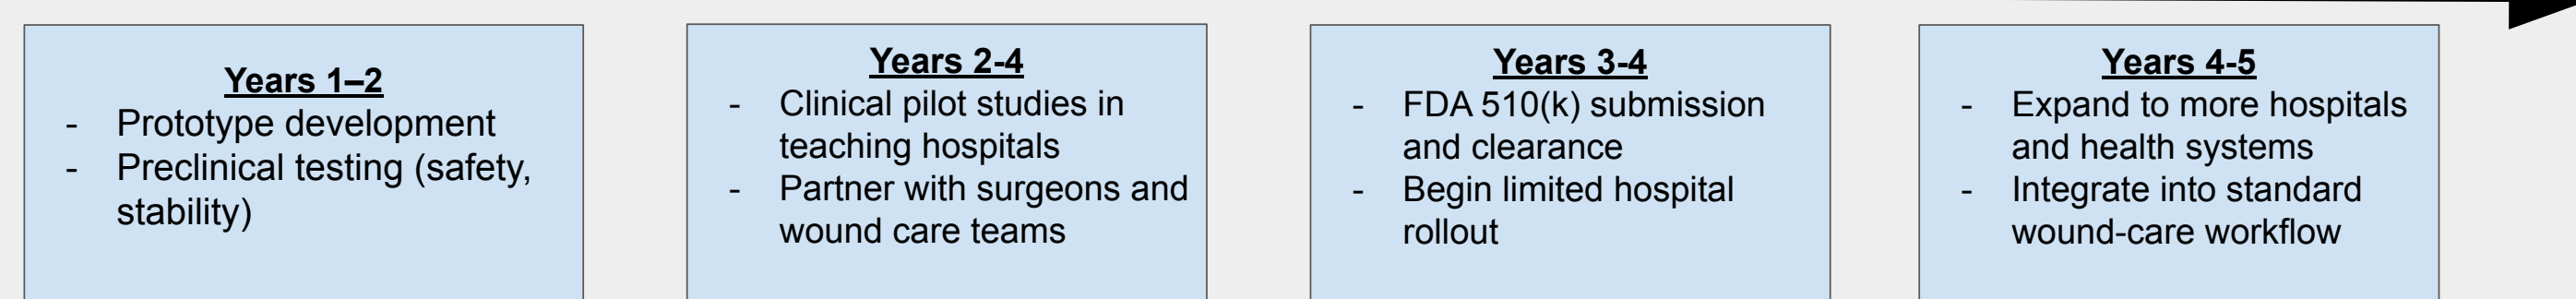 Years 1–2
- Prototype development
- Preclinical testing (safety,
stability)
Years 2-4
- Clinical pilot studies in
teaching hospitals
- Partner with surgeons and
wound care teams
Years 3-4
- FDA 510(k) submission
and clearance
- Begin limited hospital
rollout
Years 4-5
- Expand to more hospitals
and health systems
- Integrate into standard
wound-care workflow